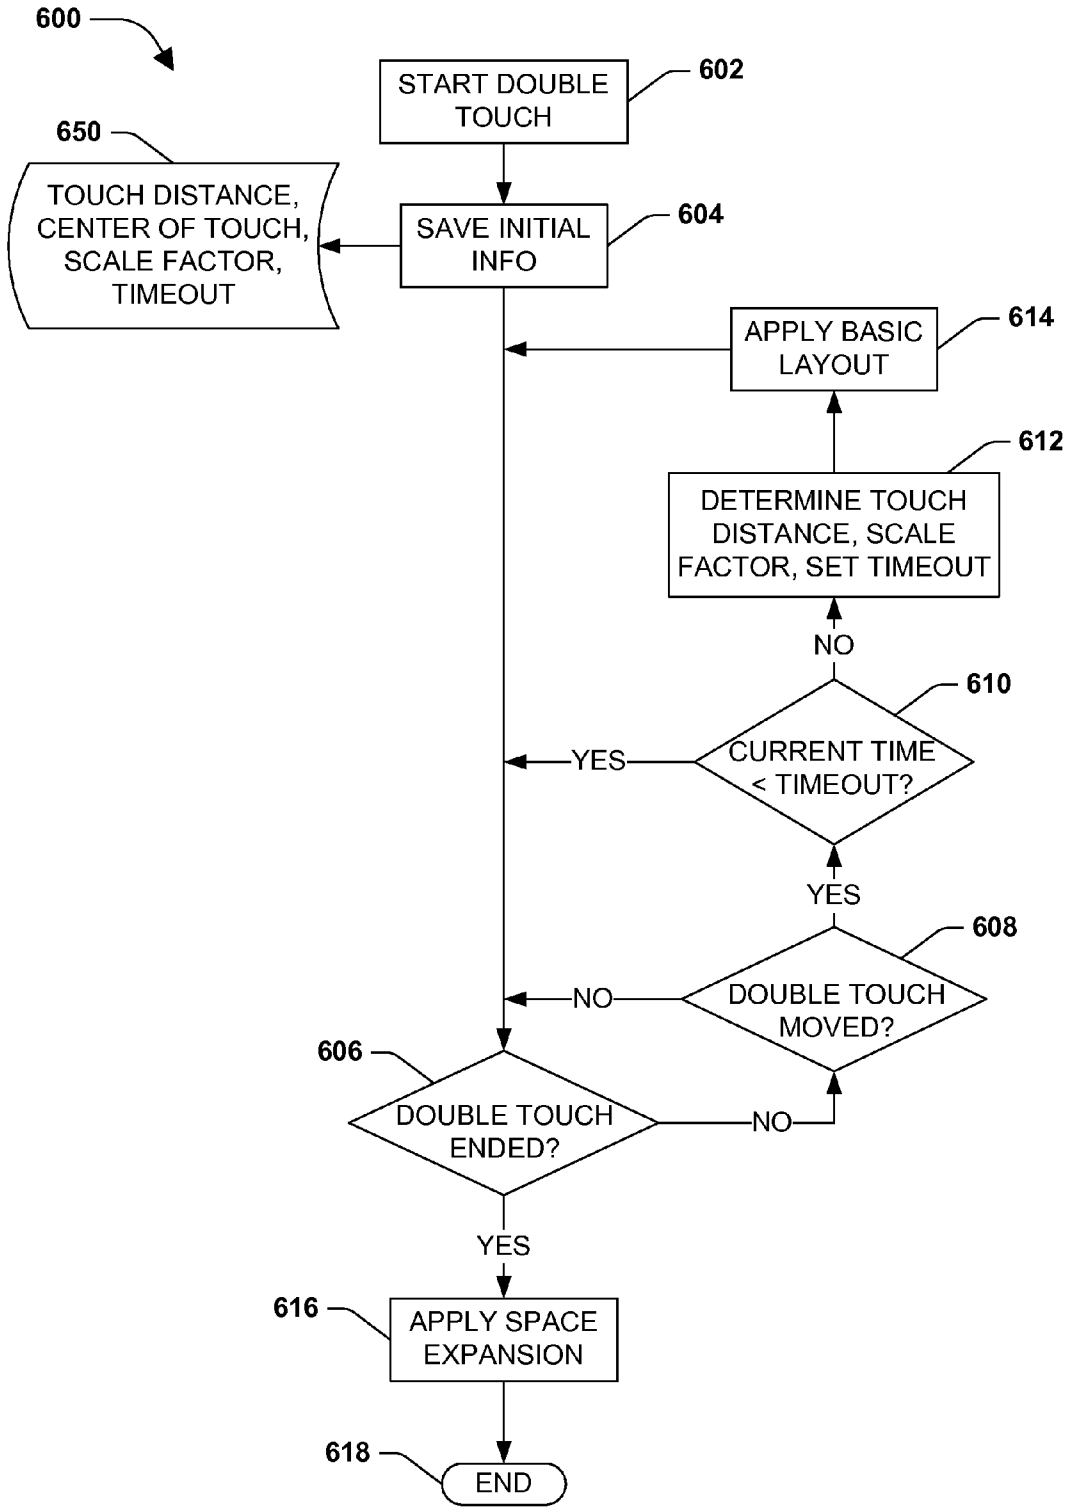 600
START DOUBLE
TOUCH
602
650
TOUCH DISTANCE,
CENTER OF TOUCH,
SCALE FACTOR,
TIMEOUT
SAVE INITIAL
INFO
604
APPLY BASIC
LAYOUT
614
612
DETERMINE TOUCH
DISTANCE, SCALE
FACTOR, SET TIMEOUT
NO
610
CURRENT TIME
< TIMEOUT?
YES
YES
608
DOUBLE TOUCH
MOVED?
NO
606
DOUBLE TOUCH
ENDED?
NO
YES
616
APPLY SPACE
EXPANSION
618
END